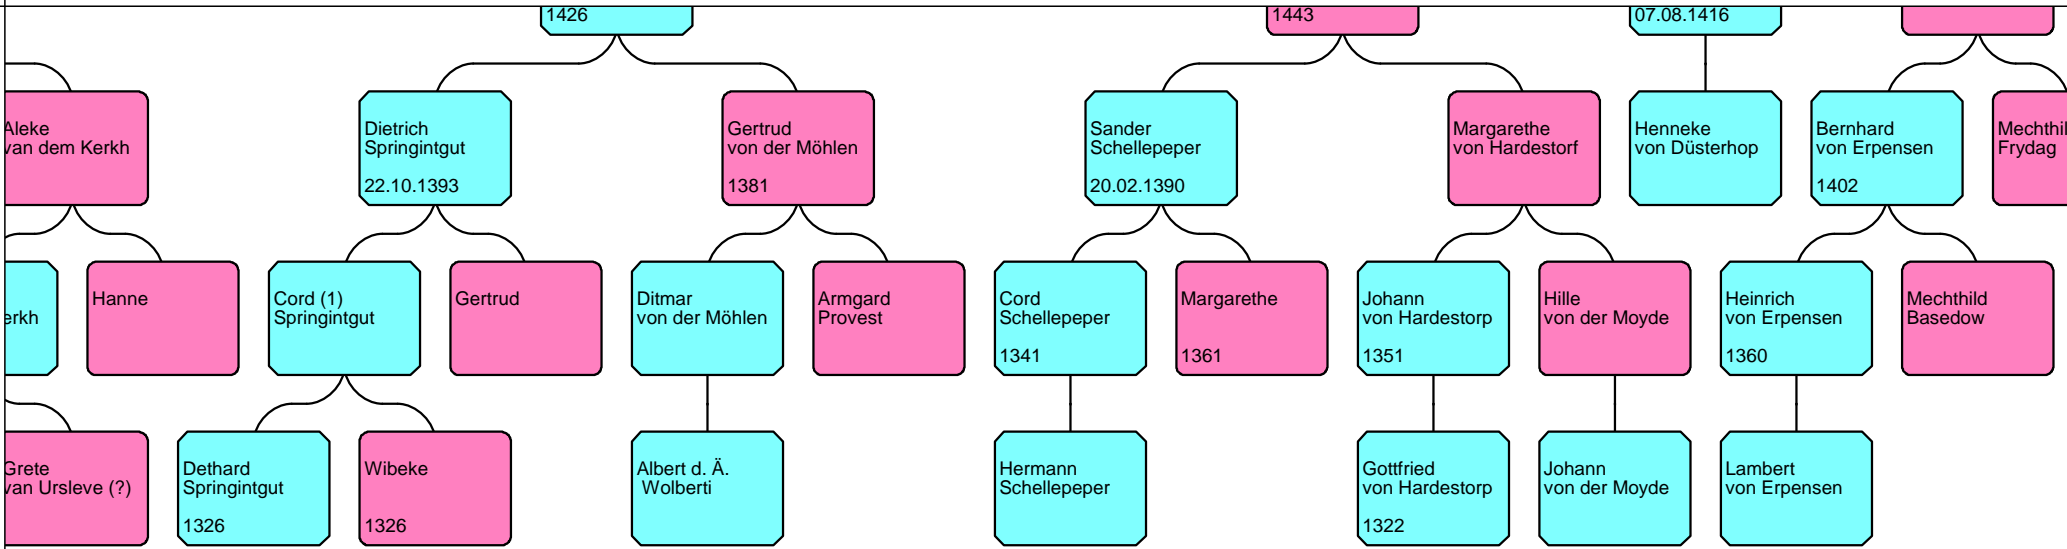 1426
1443
07.08.1416
Aleke
van dem Kerkh
Dietrich
Springintgut
22.10.1393
Gertrud
von der Möhlen
1381
Sander
Schellepeper
20.02.1390
Margarethe
von Hardestorf
Henneke
von Düsterhop
Bernhard
von Erpensen
1402
Mechthil
Frydag
erkh
Hanne
Cord (1)
Springintgut
Gertrud
Ditmar
von der Möhlen
Armgard
Provest
Cord
Schellepeper
1341
Margarethe
1361
Johann
von Hardestorp
1351
Hille
von der Moyde
Heinrich
von Erpensen
1360
Mechthild
Basedow
Grete
van Ursleve (?)
Dethard
Springintgut
1326
Wibeke
1326
Albert d. Ä.
Wolberti
Hermann
Schellepeper
Gottfried
von Hardestorp
1322
Johann
von der Moyde
Lambert
von Erpensen